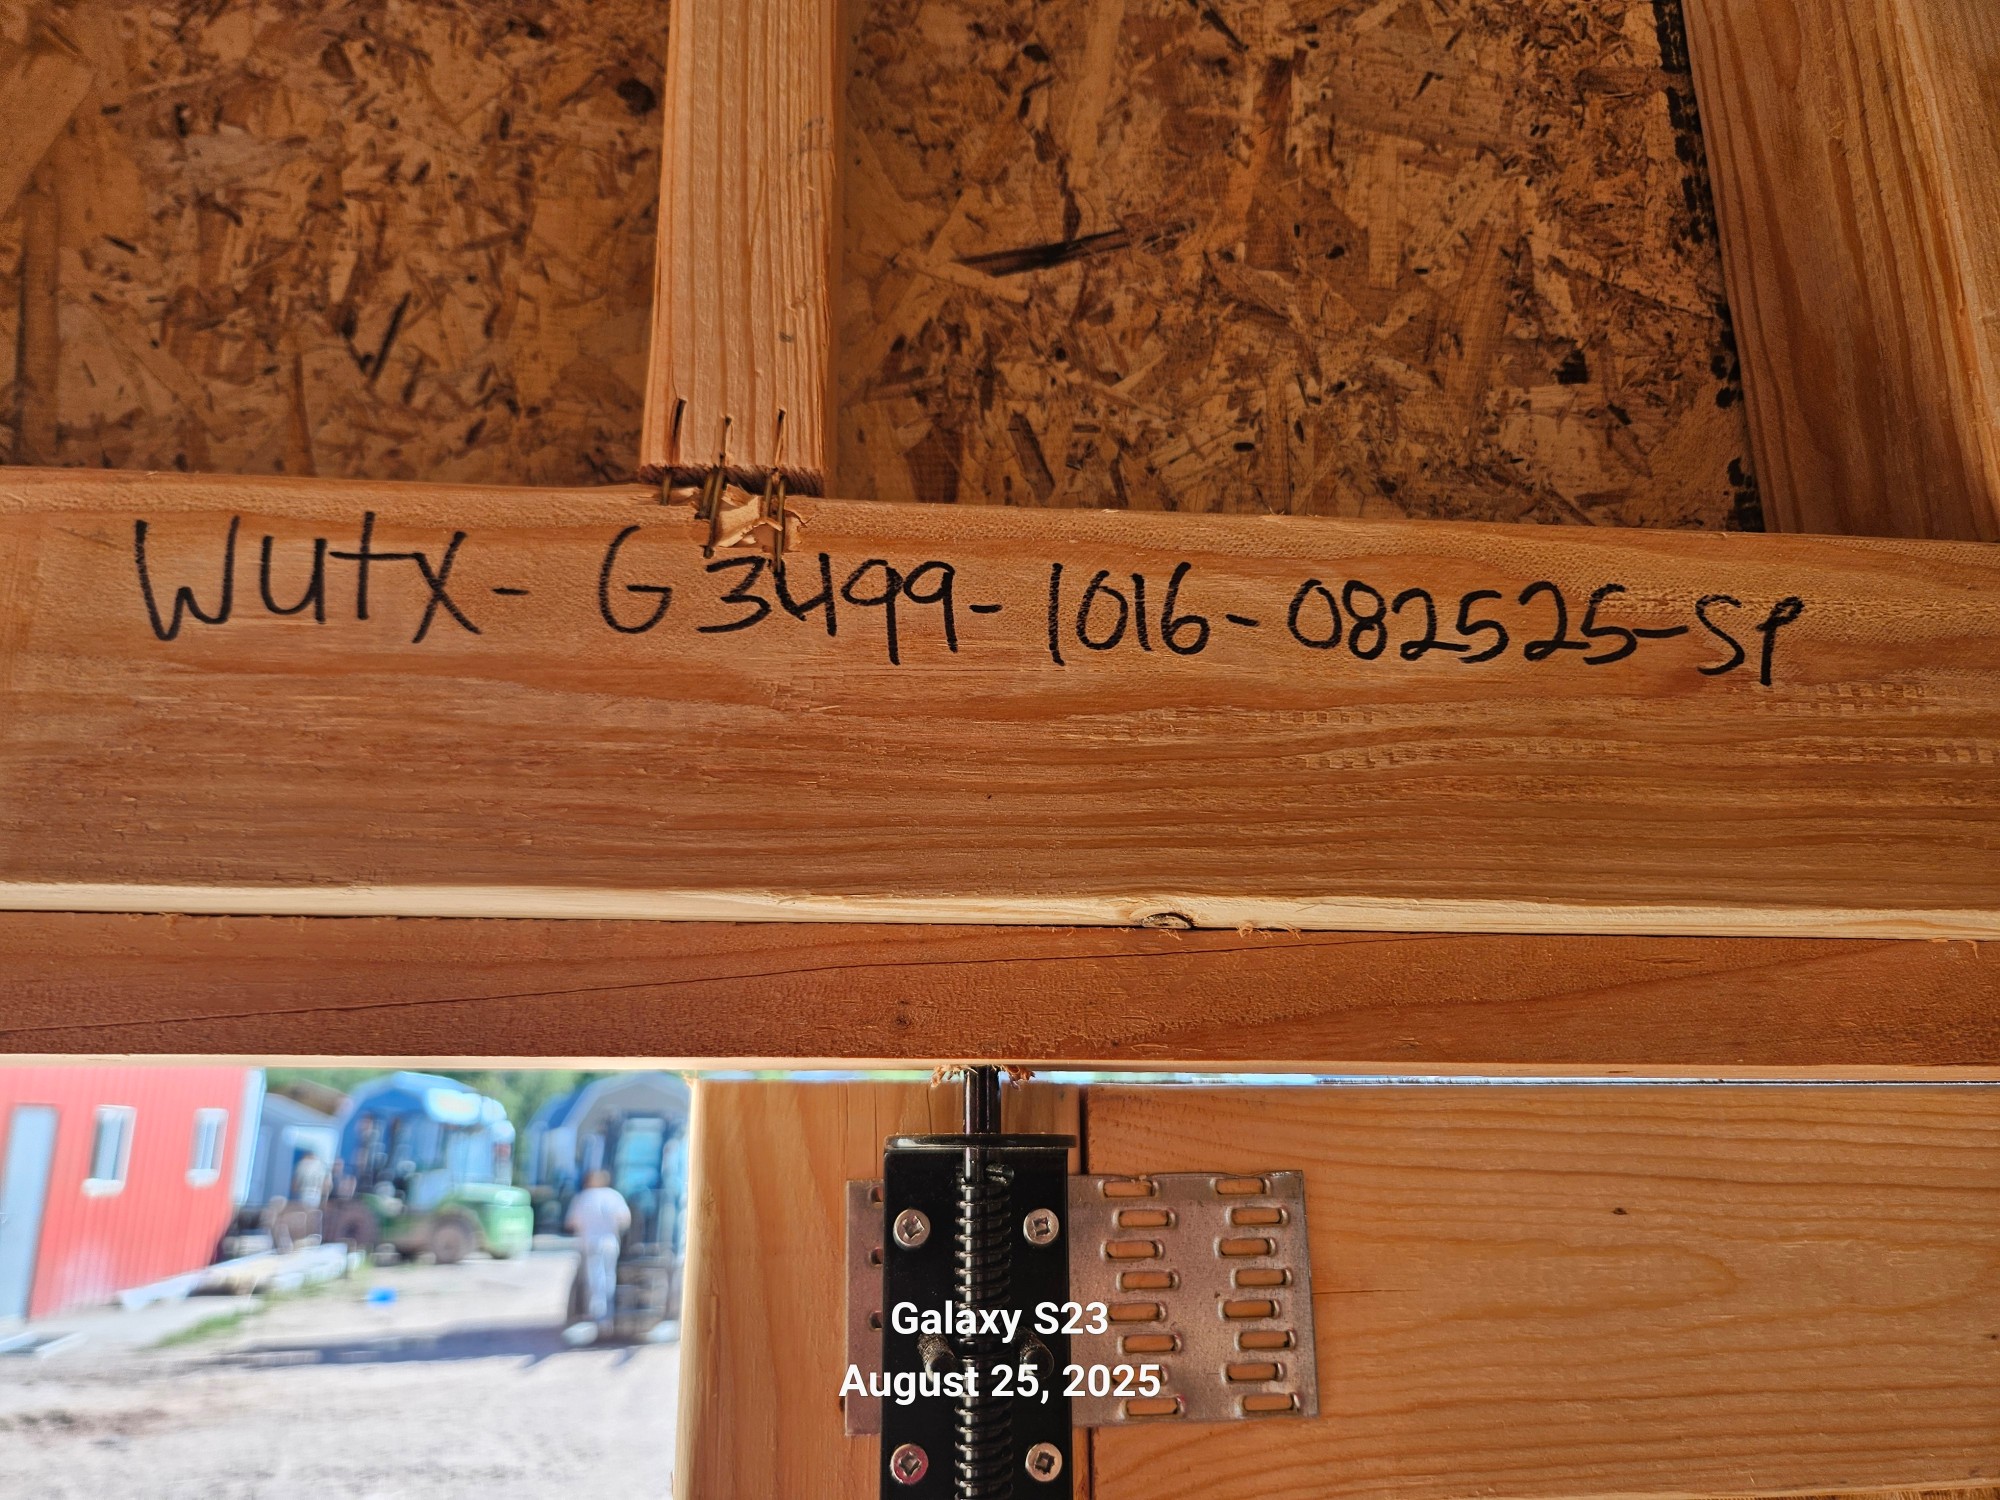 Wutx- G3499-1016-082525-SP
Galaxy S23
August 25, 2025